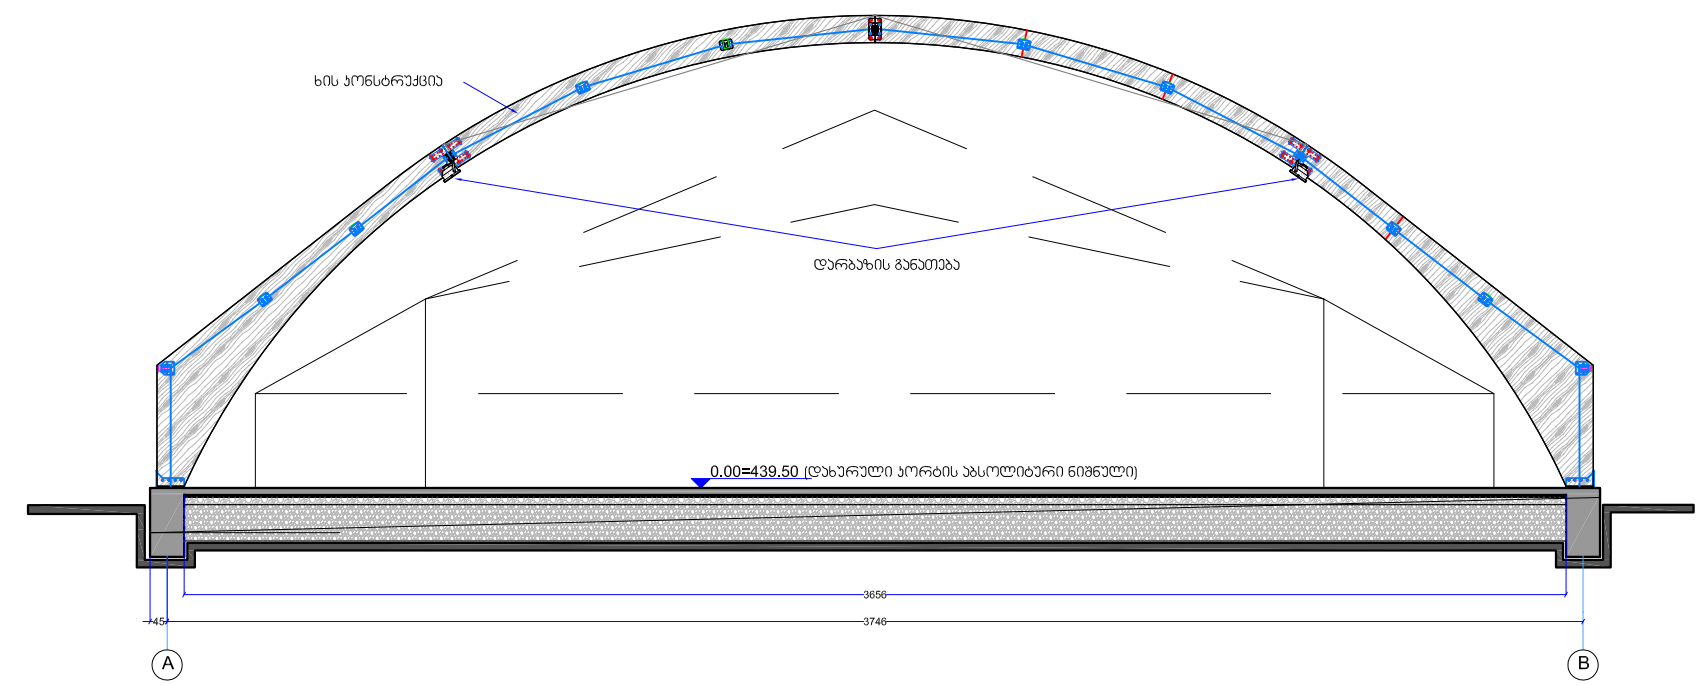 ხის კონსტრუქცია
დარბაზის განათება
0.00=439.50 (დახურული კორტის აბსოლიტური ნიშნული)
3656
45
3746
A
B